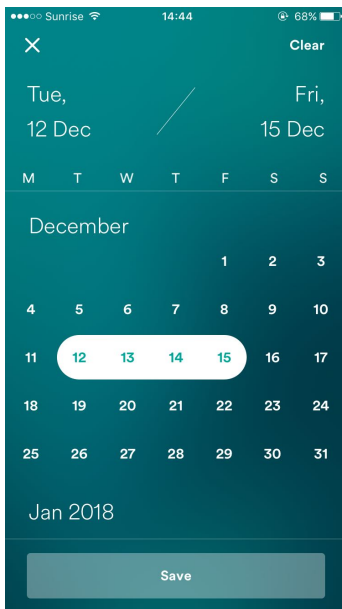 Sunrise 14:44 68%
Clear
Tue, Fri,
12 Dec 15 Dec
M T W T F S S
December
1 2 3
4 5 6 7 8 9 10
11 12 13 14 15 16 17
18 19 20 21 22 23 24
25 26 27 28 29 30 31
Jan 2018
Save